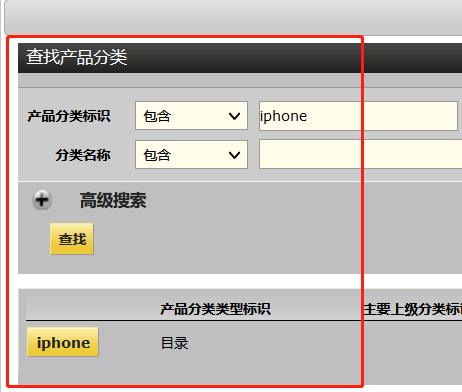 查找产品分类
产品分类标识 包含 iphone
分类名称 包含
高级搜索
查找
产品分类类型标识 主要上级分类标
iphone 目录